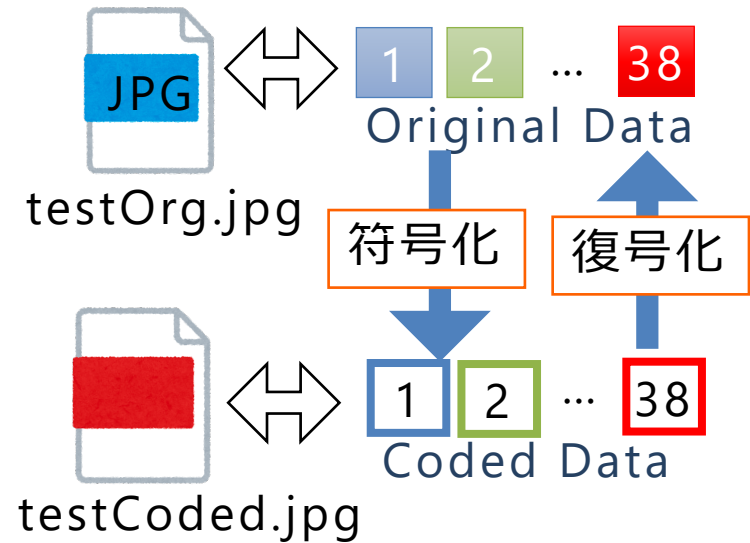 JPG
1 2 … 38
Original Data
testOrg.jpg
符号化 復号化
1 2 … 38
Coded Data
testCoded.jpg